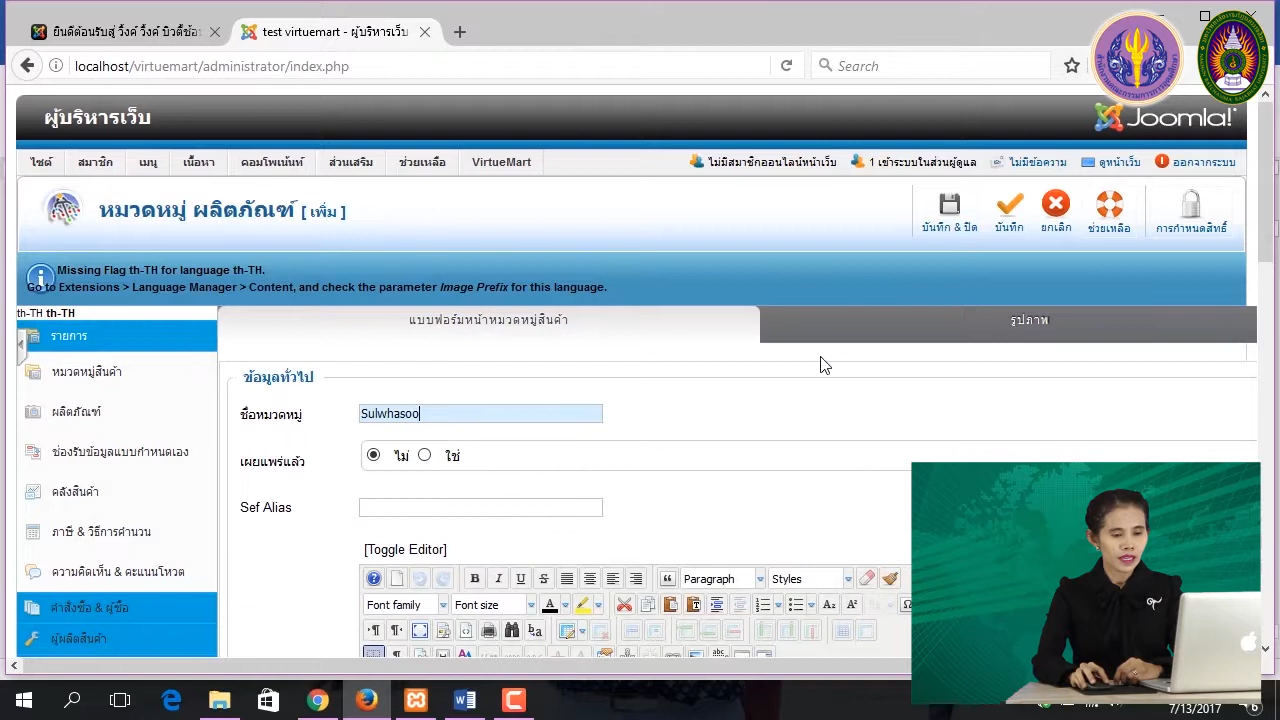 ยินดีต้อนรับสู่ วิ้งค์ วิ้งค์ บิวตี้ช้อป
test virtuemart - ผู้บริหารเว็บ
localhost/virtuemart/administrator/index.php
Search
ผู้บริหารเว็บ
Joomla!
ไซต์
สมาชิก
เมนู
เนื้อหา
คอมโพเน้นท์
ส่วนเสริม
ช่วยเหลือ
VirtueMart
ไม่มีสมาชิกออนไลน์หน้าเว็บ
1 เข้าระบบในส่วนผู้ดูแล
ไม่มีข้อความ
ดูหน้าเว็บ
ออกจากระบบ
หมวดหมู่ ผลิตภัณฑ์ [ เพิ่ม ]
บันทึก & ปิด
บันทึก
ยกเลิก
ช่วยเหลือ
การกำหนดสิทธิ์
Missing Flag th-TH for language th-TH.
Go to Extensions > Language Manager > Content, and check the parameter Image Prefix for this language.
th-TH th-TH
แบบฟอร์มหน้าหมวดหมู่สินค้า
รูปภาพ
รายการ
หมวดหมู่สินค้า
ผลิตภัณฑ์
ช่องรับข้อมูลแบบกำหนดเอง
คลังสินค้า
ภาษี & วิธีการคำนวน
ความคิดเห็น & คะแนนโหวต
คำสั่งซื้อ & ผู้ซื้อ
ผู้ผลิตสินค้า
ข้อมูลทั่วไป
ชื่อหมวดหมู่
Sulwhasoo
เผยแพร่แล้ว
ไม่
ใช่
Sef Alias
[Toggle Editor]
Paragraph
Styles
Font family
Font size
7/13/2017